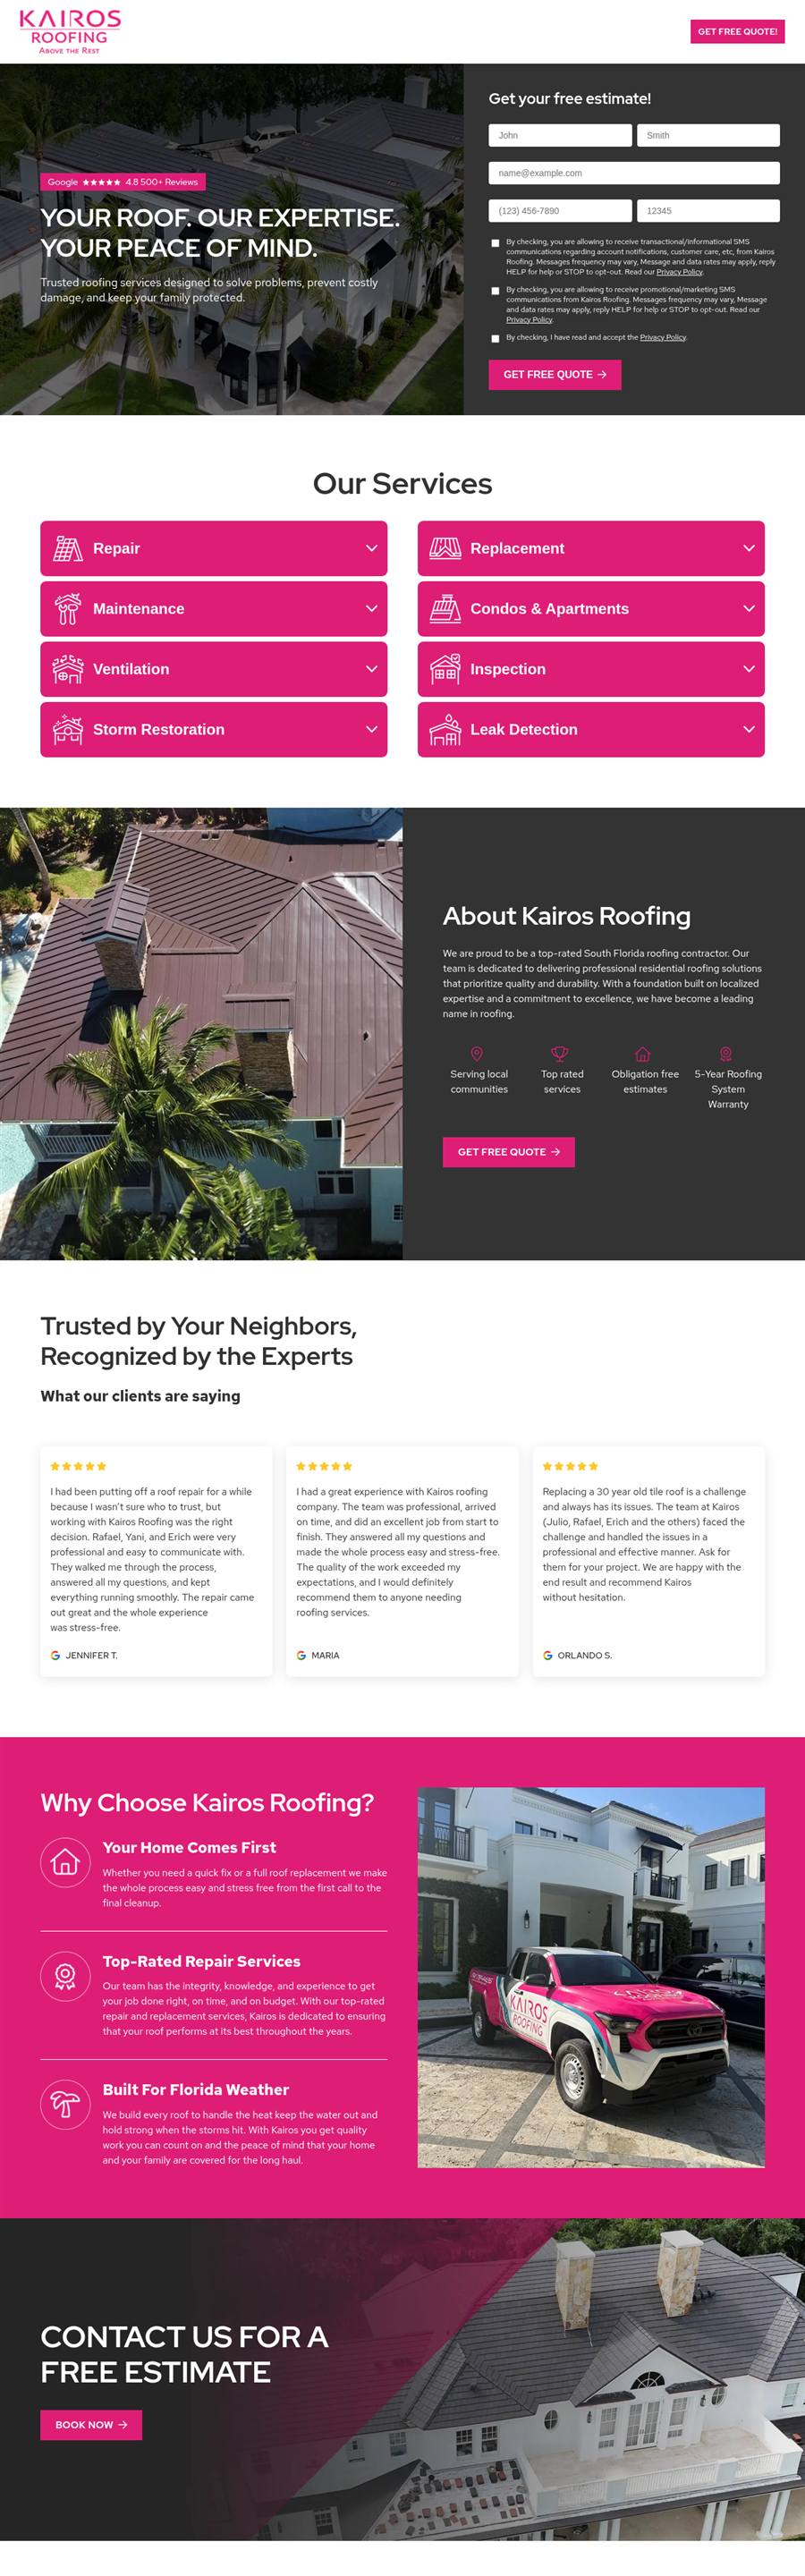 KAIROS
ROOFING
ABOVE THE REST
GET FREE QUOTE!
Google ★★★★★ 4.8 500+ Reviews
YOUR ROOF. OUR EXPERTISE.
YOUR PEACE OF MIND.
Trusted roofing services designed to solve problems, prevent costly
damage, and keep your family protected.
Get your free estimate!
John
Smith
name@example.com
(123) 456-7890
12345
By checking, you are allowing to receive transactional/informational SMS
communications regarding account notifications, customer care, etc, from Kairos
Roofing. Messages frequency may vary, Message and data rates may apply, reply
HELP for help or STOP to opt-out. Read our Privacy Policy.
By checking, you are allowing to receive promotional/marketing SMS
communications from Kairos Roofing. Messages frequency may vary, Message
and data rates may apply, reply HELP for help or STOP to opt-out. Read our
Privacy Policy.
By checking, I have read and accept the Privacy Policy.
GET FREE QUOTE →
Our Services
Repair
Replacement
Maintenance
Condos & Apartments
Ventilation
Inspection
Storm Restoration
Leak Detection
About Kairos Roofing
We are proud to be a top-rated South Florida roofing contractor. Our
team is dedicated to delivering professional residential roofing solutions
that prioritize quality and durability. With a foundation built on localized
expertise and a commitment to excellence, we have become a leading
name in roofing.
Serving local
communities
Top rated
services
Obligation free
estimates
5-Year Roofing
System
Warranty
GET FREE QUOTE →
Trusted by Your Neighbors,
Recognized by the Experts
What our clients are saying
I had been putting off a roof repair for a while
because I wasn't sure who to trust, but
working with Kairos Roofing was the right
decision. Rafael, Yani, and Erich were very
professional and easy to communicate with.
They walked me through the process,
answered all my questions, and kept
everything running smoothly. The repair came
out great and the whole experience
was stress-free.
JENNIFER T.
I had a great experience with Kairos roofing
company. The team was professional, arrived
on time, and did an excellent job from start to
finish. They answered all my questions and
made the whole process easy and stress-free.
The quality of the work exceeded my
expectations, and I would definitely
recommend them to anyone needing
roofing services.
MARIA
Replacing a 30 year old tile roof is a challenge
and always has its issues. The team at Kairos
(Julio, Rafael, Erich and the others) faced the
challenge and handled the issues in a
professional and effective manner. Ask for
them for your project. We are happy with the
end result and recommend Kairos
without hesitation.
ORLANDO S.
Why Choose Kairos Roofing?
Your Home Comes First
Whether you need a quick fix or a full roof replacement we make
the whole process easy and stress free from the first call to the
final cleanup.
Top-Rated Repair Services
Our team has the integrity, knowledge, and experience to get
your job done right, on time, and on budget. With our top-rated
repair and replacement services, Kairos is dedicated to ensuring
that your roof performs at its best throughout the years.
Built For Florida Weather
We build every roof to handle the heat keep the water out and
hold strong when the storms hit. With Kairos you get quality
work you can count on and the peace of mind that your home
and your family are covered for the long haul.
KAIROS
ROOFING
CONTACT US FOR A
FREE ESTIMATE
BOOK NOW →